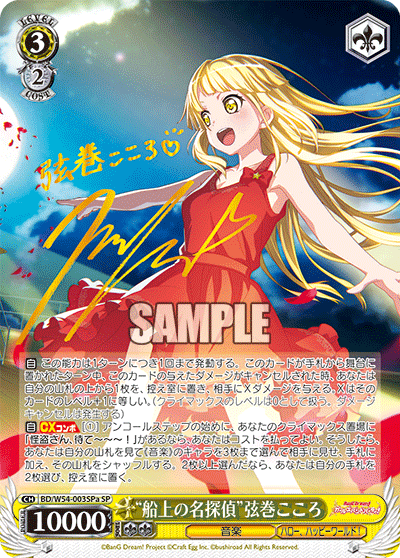 LEVEL
3
2
COST
弦巻こころ
SAMPLE
自 この能力は1ターンにつき1回まで発動する。このカードが手札から舞台に
置かれたターン中、このカードの与えたダメージがキャンセルされた時、あなたは
自分の山札の上から1枚を、控え室に置き、相手にXダメージを与える。Xはその
カードのレベル+1に等しい。(クライマックスのレベルは0として扱う。ダメージ
キャンセルは発生する)
自 CXコンボ アンコールステップの始めに、あなたのクライマックス置場に
「怪盗さん、待て~~~!」があるなら、あなたはコストを払ってよい。そうしたら、
あなたは自分の山札を見て《音楽》のキャラを3枚まで選んで相手に見せ、手札に
加え、その山札をシャッフルする。2枚以上選んだなら、あなたは自分の手札を
2枚選び、控え室に置く。
CH BD/W54-003SPa SP
10000
“船上の名探偵”弦巻こころ
音楽
ハロー、ハッピーワールド!
©BanG Dream! Project ©Craft Egg Inc. ©bushiroad All Rights Reserved.